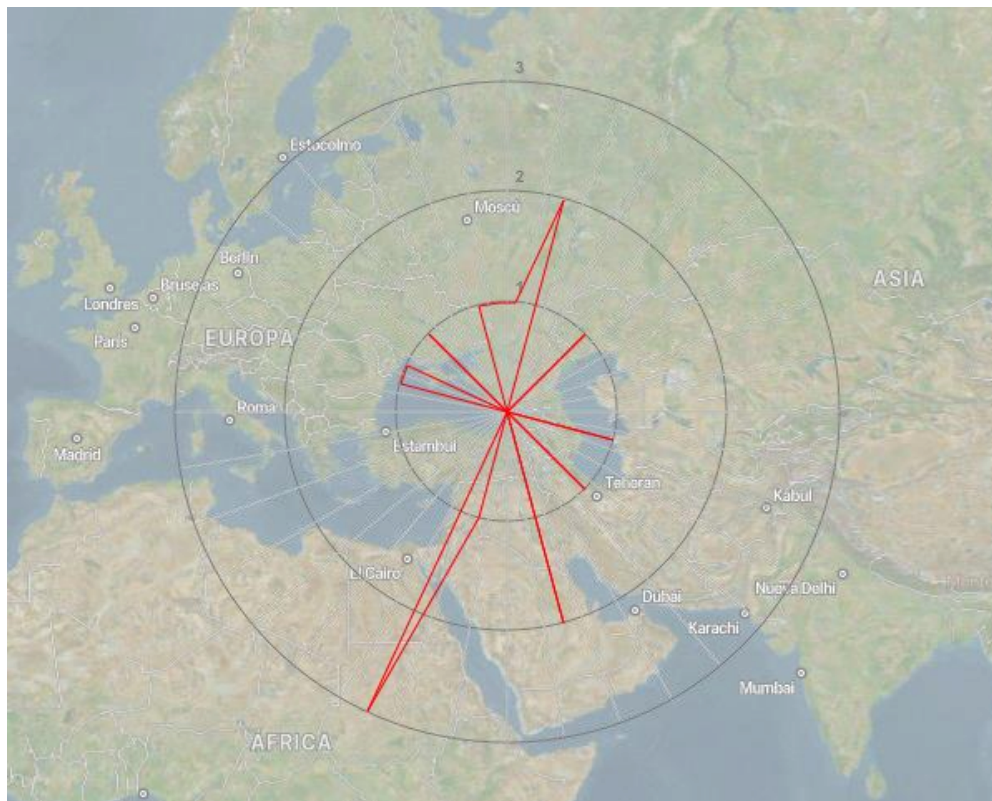 3
Estocolmo
2
Moscú
Berlín
ASIA
Londres
Bruselas
1
París
EUROPA
Roma
Madrid
Estambul
Teherán
Kabul
El Cairo
Nueva Delhi
Dubai
Karachi
Mumbai
AFRICA